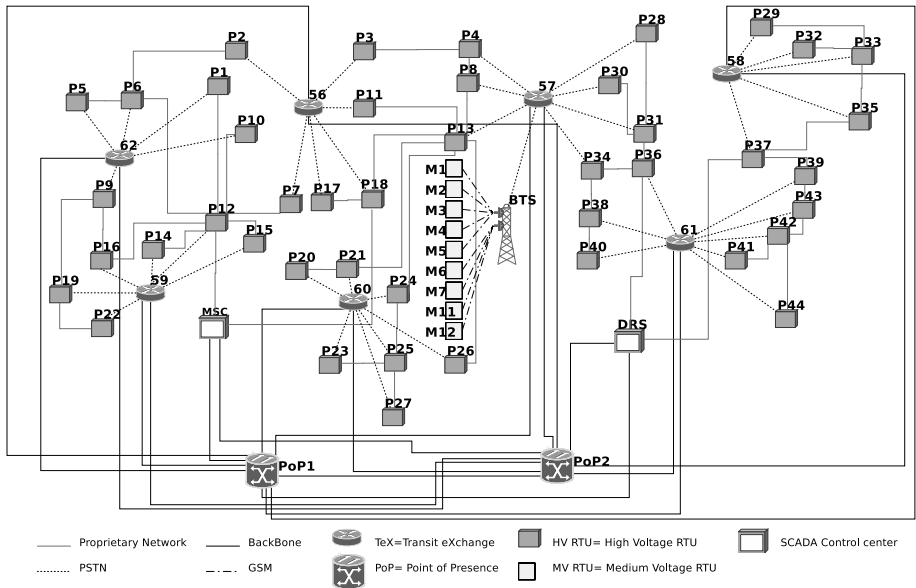 P28 P29
P2 P3 P4 P32 P33
58
P5 P6 P1 P8 57 P30
56 P11
P10 P13 P31 P35
62
M1 P34 P36 P37
P9 M2 P39
P7 P17 P18 BTS
P12 M3 P38 P43
M4 61 P42
P14 P15 M5
P16 P20 P21 P40 P41
M6
P19 59 60 P24 M7
P22 MSC M11 P44
M12 DRS
P23 P25 P26
P27
PoP1 PoP2
Proprietary Network BackBone TeX=Transit eXchange HV RTU= High Voltage RTU SCADA Control center
PSTN GSM PoP= Point of Presence MV RTU= Medium Voltage RTU